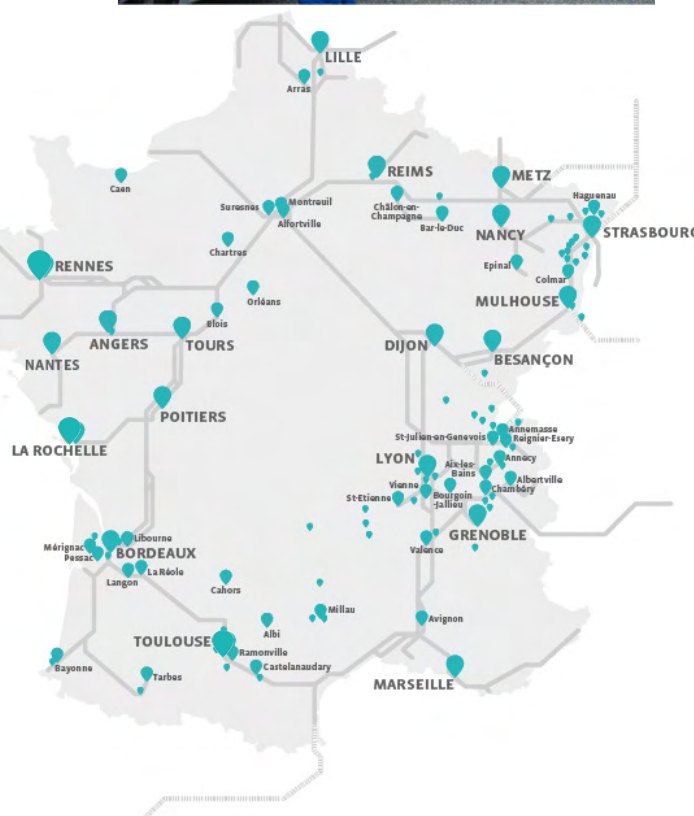 LILLE
Arras
REIMS
METZ
Caen
Haguenau
Suresnes
Montreuil
Châlon-en-
Champagne
Alfortville
Bar-le-Duc
NANCY
STRASBOURG
Chartres
Epinal
RENNES
Colmar
Orléans
MULHOUSE
Blois
ANGERS
TOURS
DIJON
NANTES
BESANÇON
POITIERS
Annemasse
St-Julien-en-Genevois
Reignier-Esery
LA ROCHELLE
LYON
Aix-les-
Bains
Annecy
Albertville
Vienne
Chambéry
St-Etienne
Bourgoin
-Jallieu
GRENOBLE
Libourne
Mérignac
BORDEAUX
Pessac
Valence
La Réole
Langon
Cahors
Millau
Avignon
Albi
TOULOUSE
Ramonville
Bayonne
Castelanaudary
Tarbes
MARSEILLE